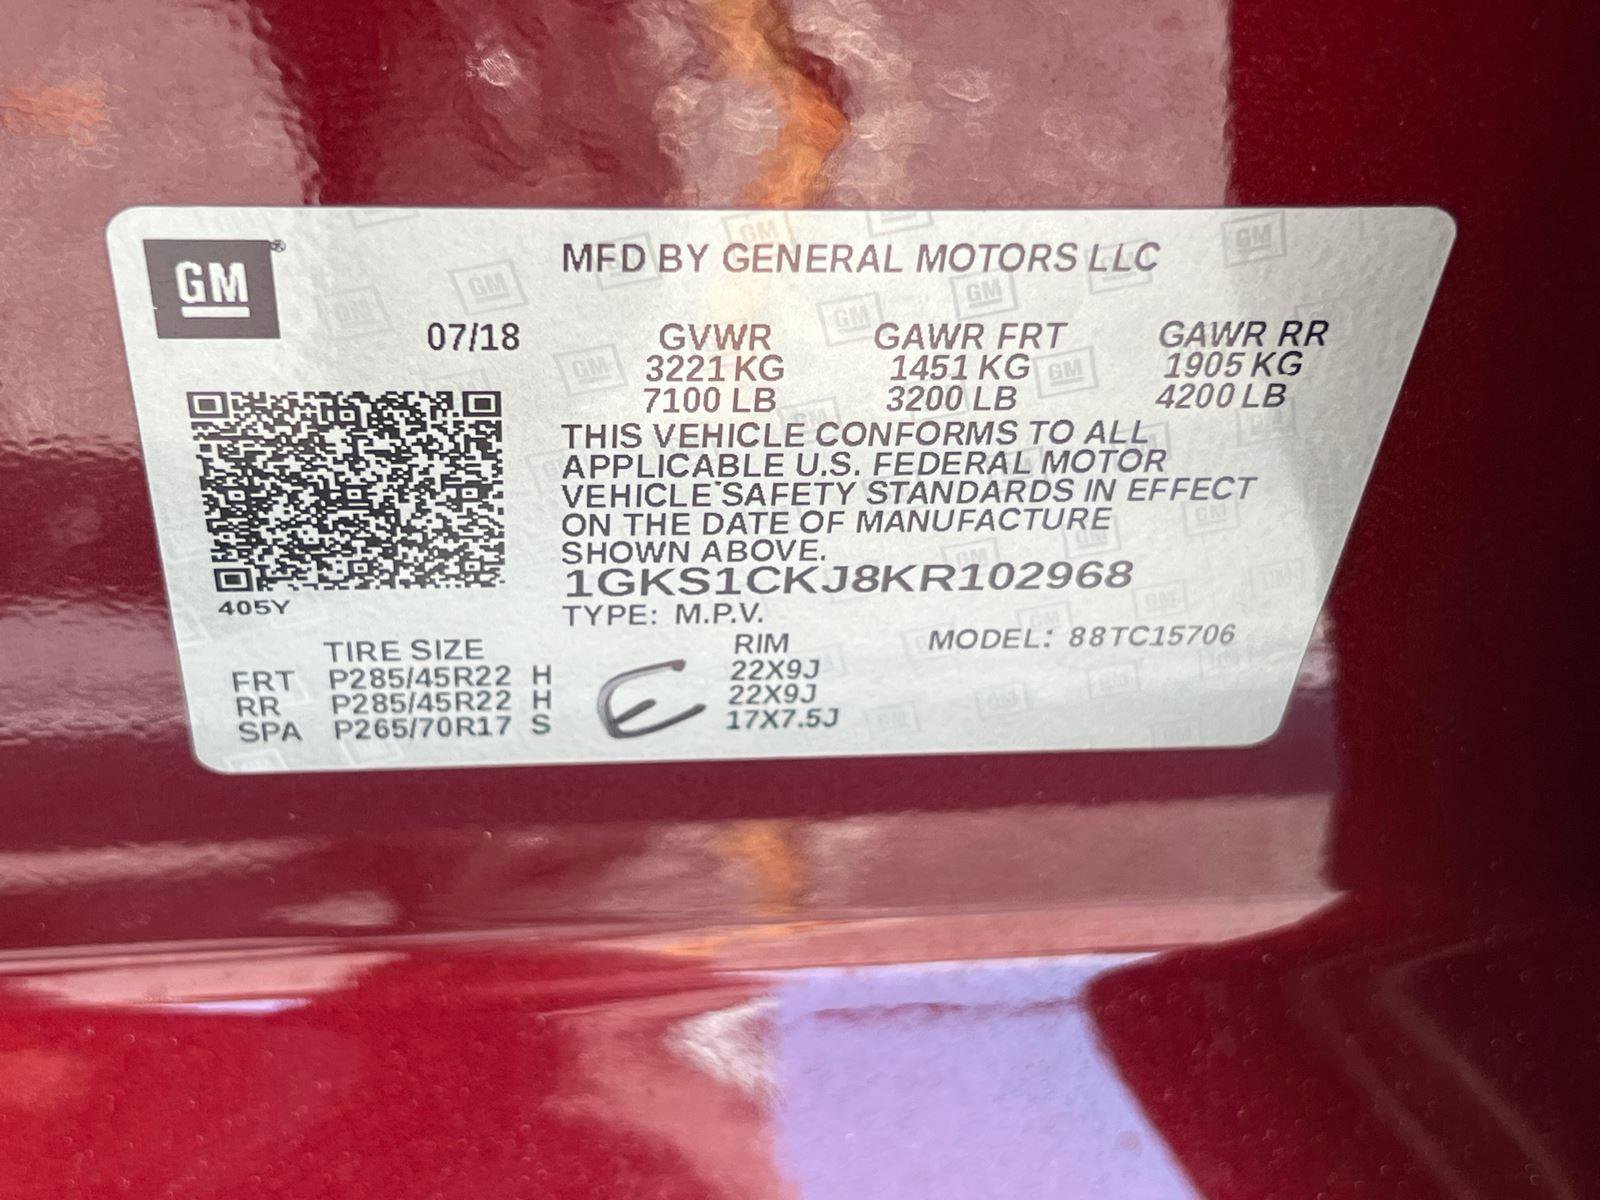 GM®
MFD BY GENERAL MOTORS LLC
07/18 GVWR GAWR FRT GAWR RR
3221 KG 1451 KG 1905 KG
7100 LB 3200 LB 4200 LB
THIS VEHICLE CONFORMS TO ALL
APPLICABLE U.S. FEDERAL MOTOR
VEHICLE SAFETY STANDARDS IN EFFECT
ON THE DATE OF MANUFACTURE
SHOWN ABOVE.
1GKS1CKJ8KR102968
405Y
TYPE: M.P.V.
MODEL: 88TC15706
TIRE SIZE RIM
FRT P285/45R22 H 22X9J
RR P285/45R22 H 22X9J
SPA P265/70R17 S 17X7.5J